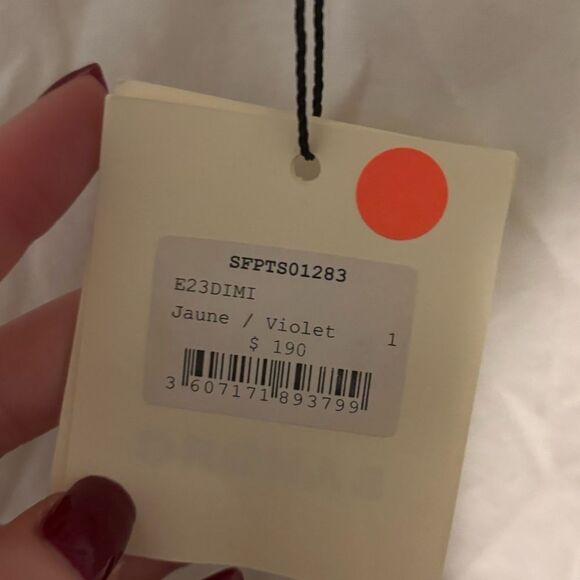 SFPTS01283
E23DIMI
Jaune / Violet 1
$ 190
3 607171 893799